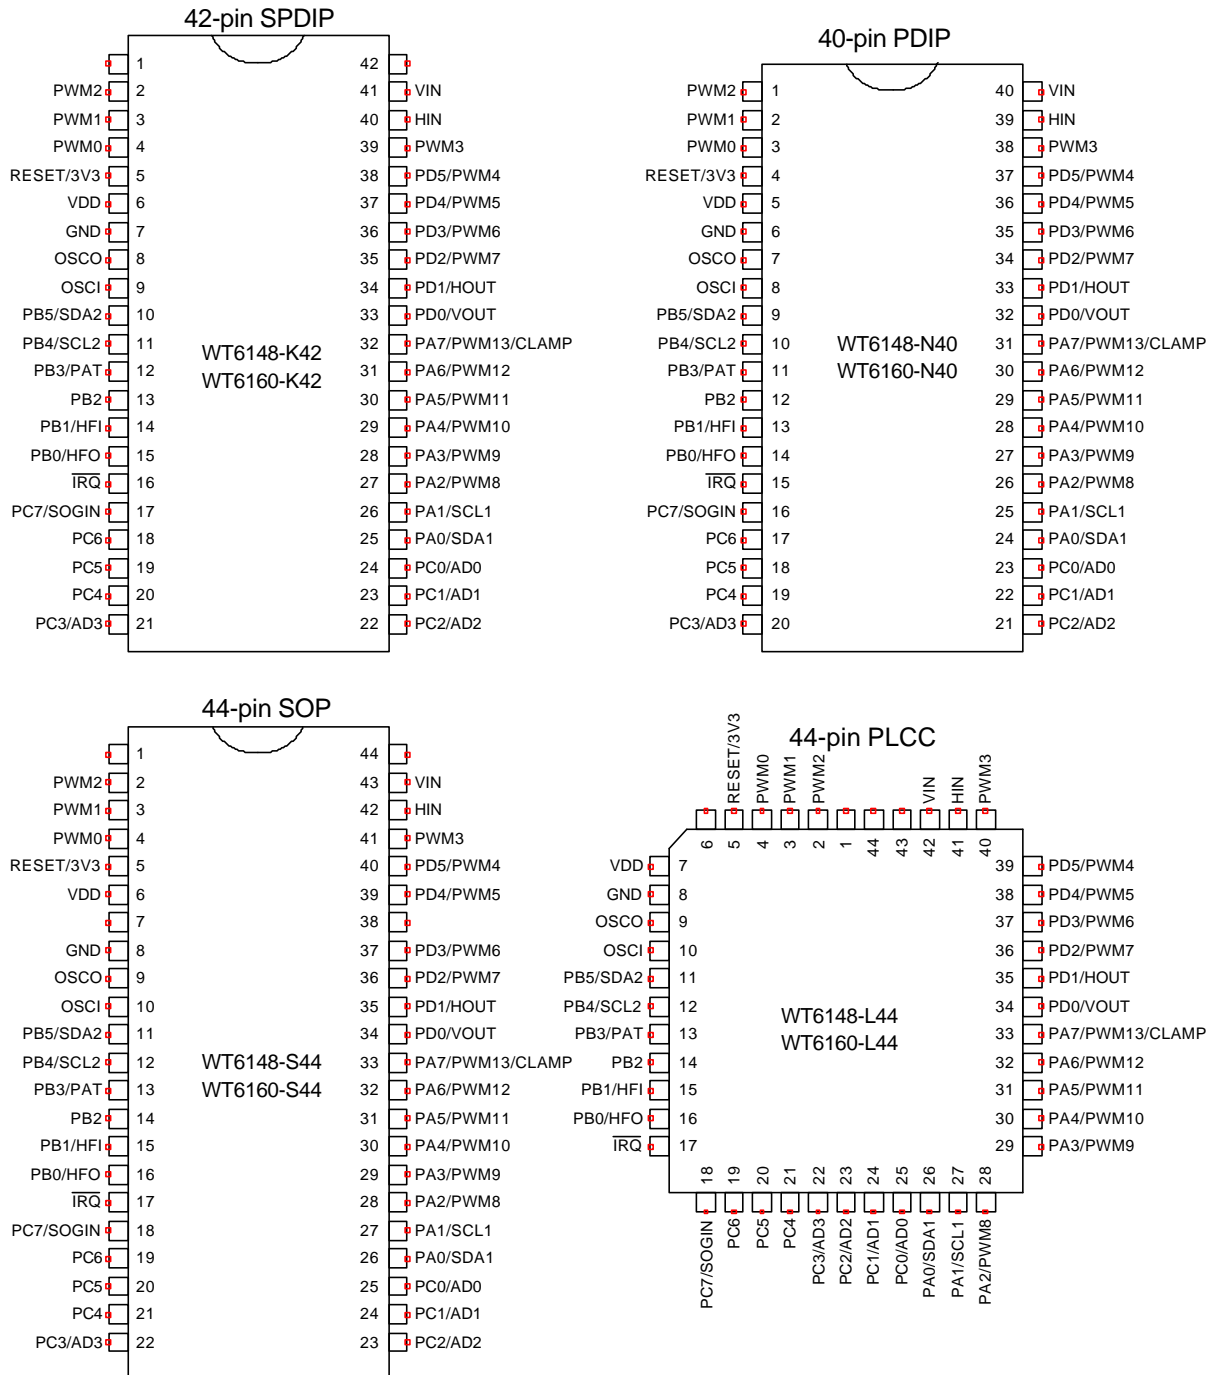 42-pin SPDIP
1 42
PWM2 2 41 VIN
PWM1 3 40 HIN
PWM0 4 39 PWM3
RESET/3V3 5 38 PD5/PWM4
VDD 6 37 PD4/PWM5
GND 7 36 PD3/PWM6
OSCO 8 35 PD2/PWM7
OSCI 9 34 PD1/HOUT
PB5/SDA2 10 33 PD0/VOUT
PB4/SCL2 11 32 PA7/PWM13/CLAMP
WT6148-K42
PB3/PAT 12 31 PA6/PWM12
WT6160-K42
PB2 13 30 PA5/PWM11
PB1/HFI 14 29 PA4/PWM10
PB0/HFO 15 28 PA3/PWM9
IRQ 16 27 PA2/PWM8
PC7/SOGIN 17 26 PA1/SCL1
PC6 18 25 PA0/SDA1
PC5 19 24 PC0/AD0
PC4 20 23 PC1/AD1
PC3/AD3 21 22 PC2/AD2
40-pin PDIP
PWM2 1 40 VIN
PWM1 2 39 HIN
PWM0 3 38 PWM3
RESET/3V3 4 37 PD5/PWM4
VDD 5 36 PD4/PWM5
GND 6 35 PD3/PWM6
OSCO 7 34 PD2/PWM7
OSCI 8 33 PD1/HOUT
PB5/SDA2 9 32 PD0/VOUT
PB4/SCL2 10 WT6148-N40 31 PA7/PWM13/CLAMP
PB3/PAT 11 WT6160-N40 30 PA6/PWM12
PB2 12 29 PA5/PWM11
PB1/HFI 13 28 PA4/PWM10
PB0/HFO 14 27 PA3/PWM9
IRQ 15 26 PA2/PWM8
PC7/SOGIN 16 25 PA1/SCL1
PC6 17 24 PA0/SDA1
PC5 18 23 PC0/AD0
PC4 19 22 PC1/AD1
PC3/AD3 20 21 PC2/AD2
44-pin SOP
1 44
PWM2 2 43 VIN
PWM1 3 42 HIN
PWM0 4 41 PWM3
RESET/3V3 5 40 PD5/PWM4
VDD 6 39 PD4/PWM5
7 38
GND 8 37 PD3/PWM6
OSCO 9 36 PD2/PWM7
OSCI 10 35 PD1/HOUT
PB5/SDA2 11 34 PD0/VOUT
PB4/SCL2 12 WT6148-S44 33 PA7/PWM13/CLAMP
PB3/PAT 13 WT6160-S44 32 PA6/PWM12
PB2 14 31 PA5/PWM11
PB1/HFI 15 30 PA4/PWM10
PB0/HFO 16 29 PA3/PWM9
IRQ 17 28 PA2/PWM8
PC7/SOGIN 18 27 PA1/SCL1
PC6 19 26 PA0/SDA1
PC5 20 25 PC0/AD0
PC4 21 24 PC1/AD1
PC3/AD3 22 23 PC2/AD2
44-pin PLCC
RESET/3V3 PWM0 PWM1 PWM2 VIN HIN PWM3
6 5 4 3 2 1 44 43 42 41 40
VDD 7 39 PD5/PWM4
GND 8 38 PD4/PWM5
OSCO 9 37 PD3/PWM6
OSCI 10 36 PD2/PWM7
PB5/SDA2 11 35 PD1/HOUT
PB4/SCL2 12 34 PD0/VOUT
WT6148-L44
PB3/PAT 13 33 PA7/PWM13/CLAMP
WT6160-L44
PB2 14 32 PA6/PWM12
PB1/HFI 15 31 PA5/PWM11
PB0/HFO 16 30 PA4/PWM10
IRQ 17 29 PA3/PWM9
18 19 20 21 22 23 24 25 26 27 28
PC7/SOGIN PC6 PC5 PC4 PC3/AD3 PC2/AD2 PC1/AD1 PC0/AD0 PA0/SDA1 PA1/SCL1 PA2/PWM8